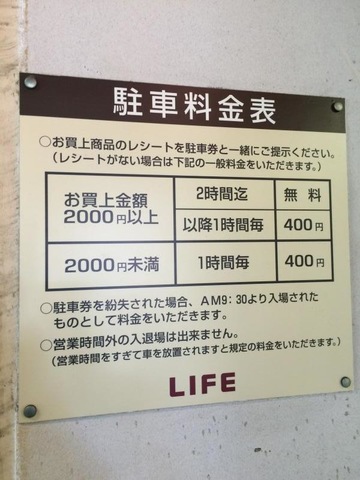 駐車料金表
○お買上商品のレシートを駐車券と一緒にご提示ください。
(レシートがない場合は下記の一般料金をいただきます。)
お買上金額
2000円以上
2時間迄 無料
以降1時間毎 400円
2000円未満 1時間毎 400円
○駐車券を紛失された場合、AM9:30より入場された
ものとして料金をいただきます。
○営業時間外の入退場は出来ません。
(営業時間をすぎて車を放置されますと規定の料金をいただきます。)
LIFE